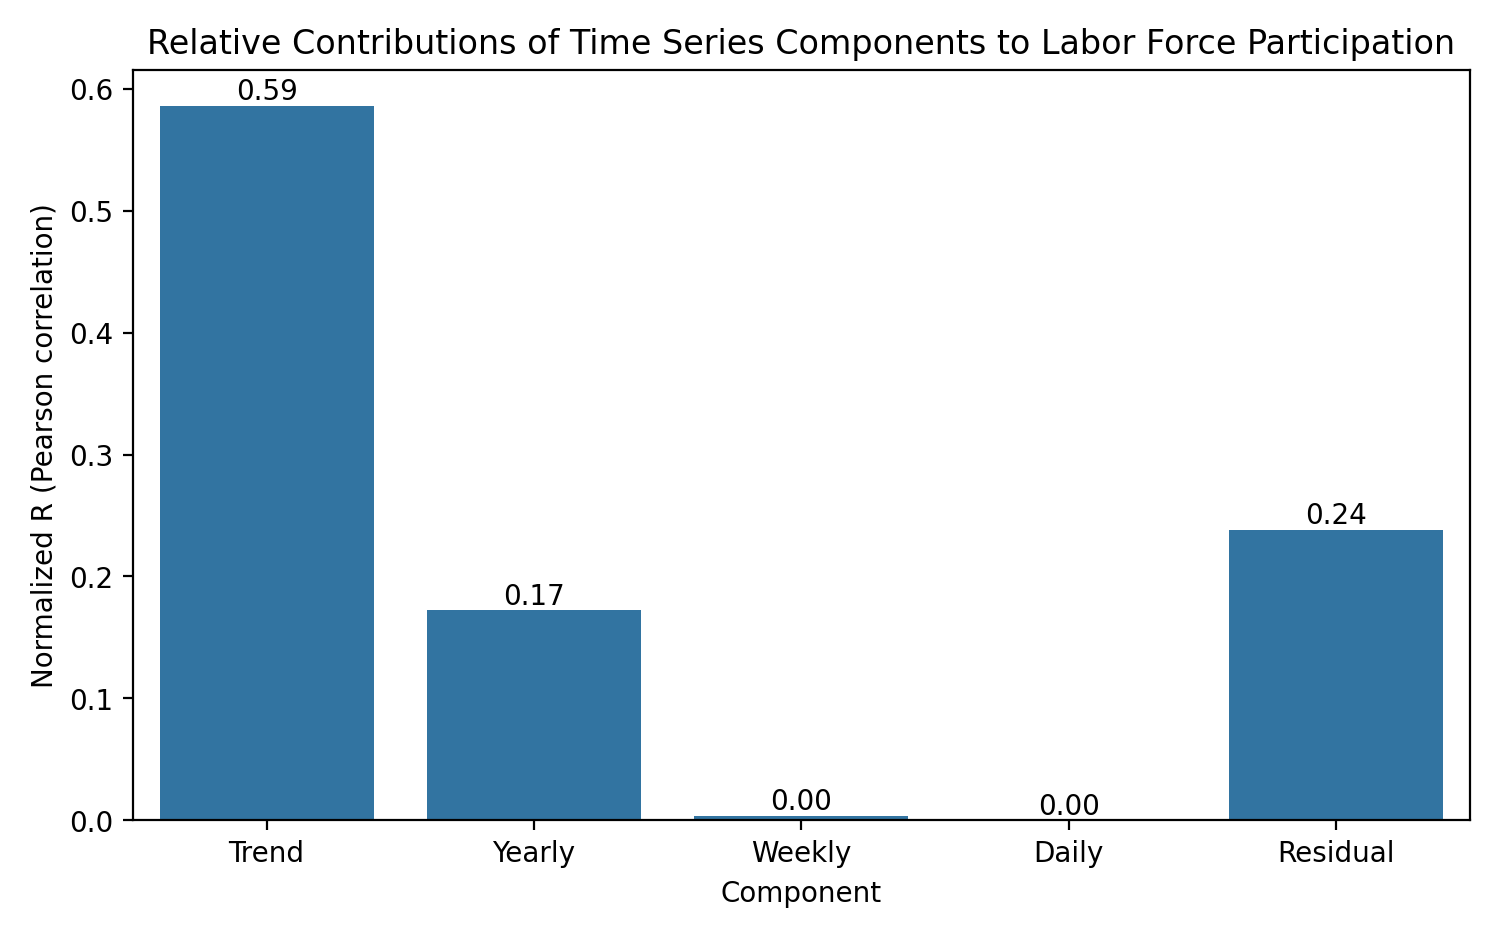 Relative Contributions of Time Series Components to Labor Force Participation
Normalized R (Pearson correlation)
0.6
0.5
0.4
0.3
0.2
0.1
0.0
0.59
0.17
0.00
0.00
0.24
Trend
Yearly
Weekly
Daily
Residual
Component